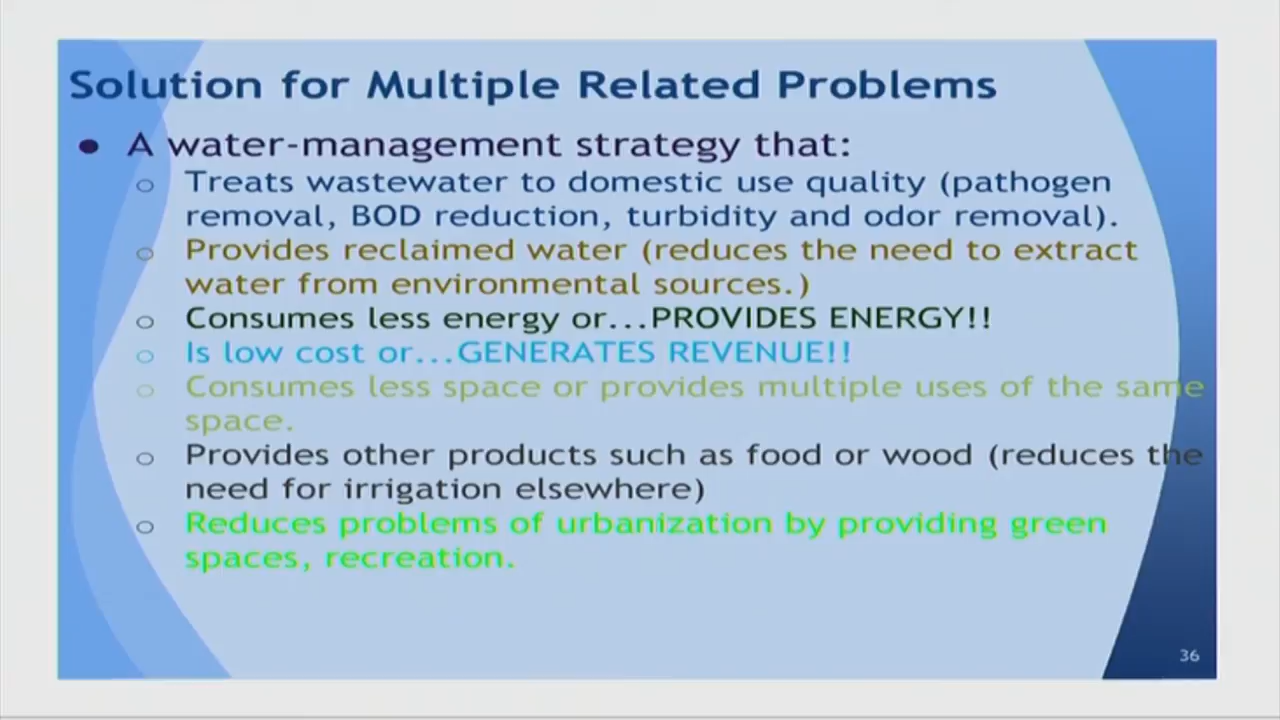 Solution for Multiple Related Problems
● A water-management strategy that:
o Treats wastewater to domestic use quality (pathogen
removal, BOD reduction, turbidity and odor removal).
o Provides reclaimed water (reduces the need to extract
water from environmental sources.)
o Consumes less energy or...PROVIDES ENERGY!!
o Is low cost or...GENERATES REVENUE!!
o Consumes less space or provides multiple uses of the same
space.
o Provides other products such as food or wood (reduces the
need for irrigation elsewhere)
o Reduces problems of urbanization by providing green
spaces, recreation.
36